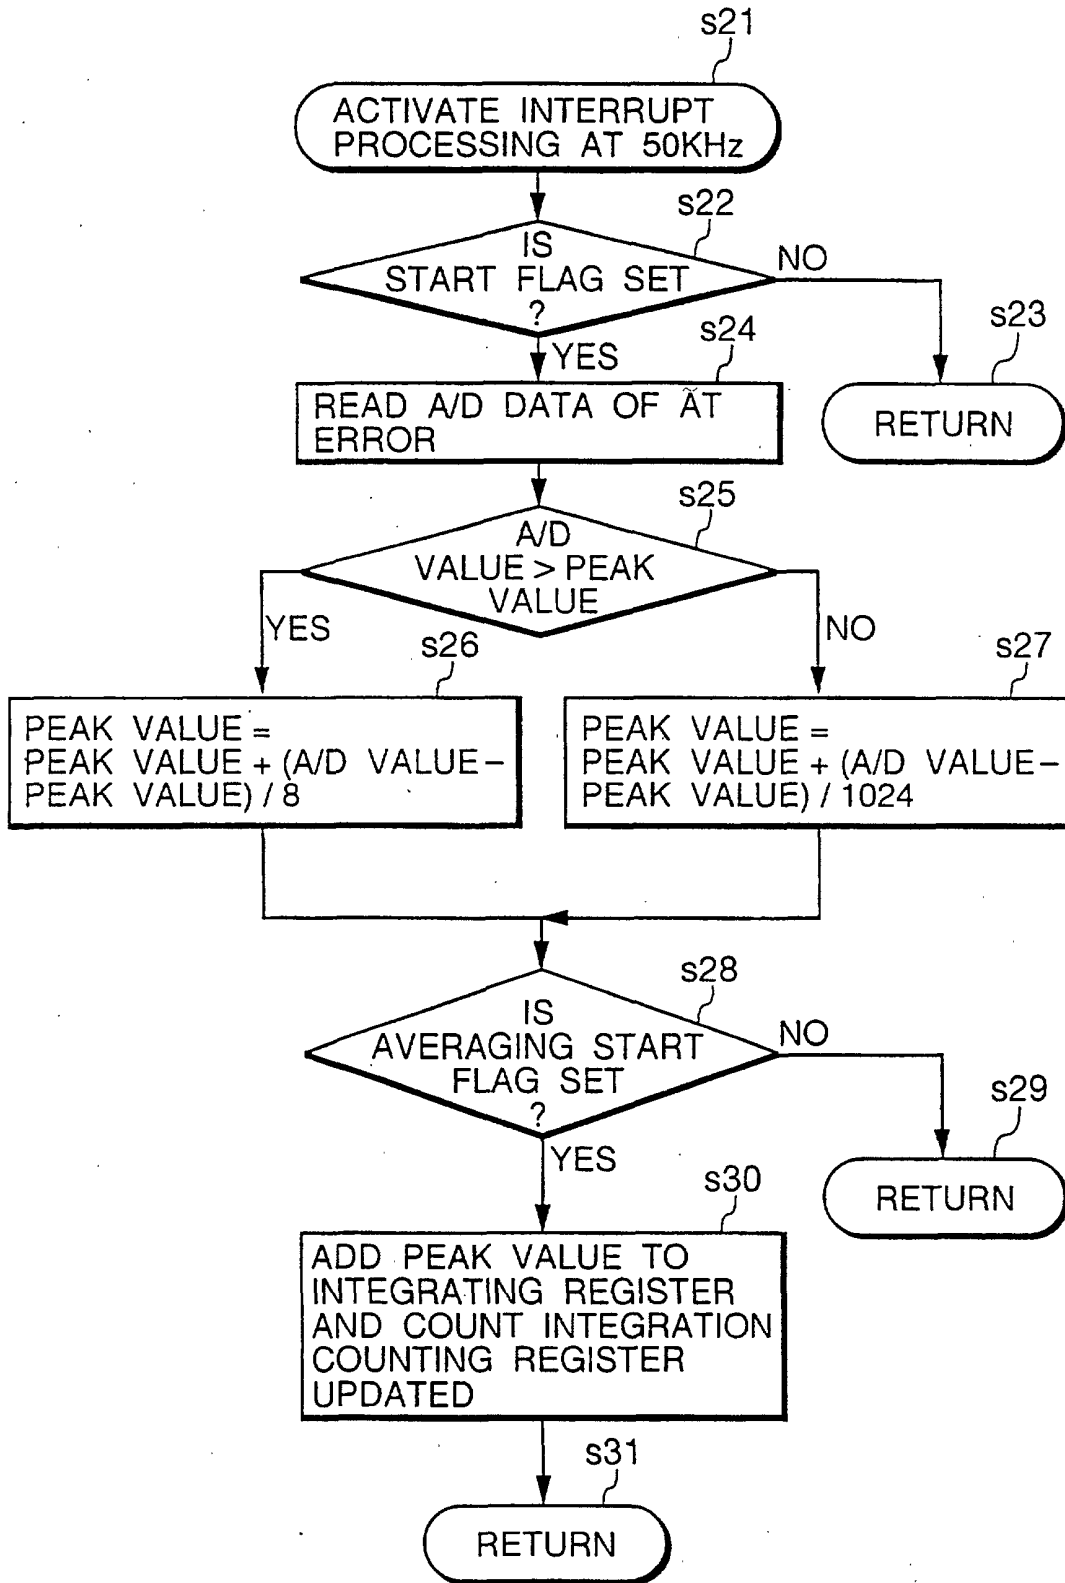 s21
ACTIVATE INTERRUPT
PROCESSING AT 50KHz
s22
IS
START FLAG SET
?
NO
YES
s23
RETURN
s24
READ A/D DATA OF ÃT
ERROR
s25
A/D
VALUE > PEAK
VALUE
YES
NO
s26
PEAK VALUE =
PEAK VALUE + (A/D VALUE–
PEAK VALUE) / 8
s27
PEAK VALUE =
PEAK VALUE + (A/D VALUE–
PEAK VALUE) / 1024
s28
IS
AVERAGING START
FLAG SET
?
NO
YES
s29
RETURN
s30
ADD PEAK VALUE TO
INTEGRATING REGISTER
AND COUNT INTEGRATION
COUNTING REGISTER
UPDATED
s31
RETURN